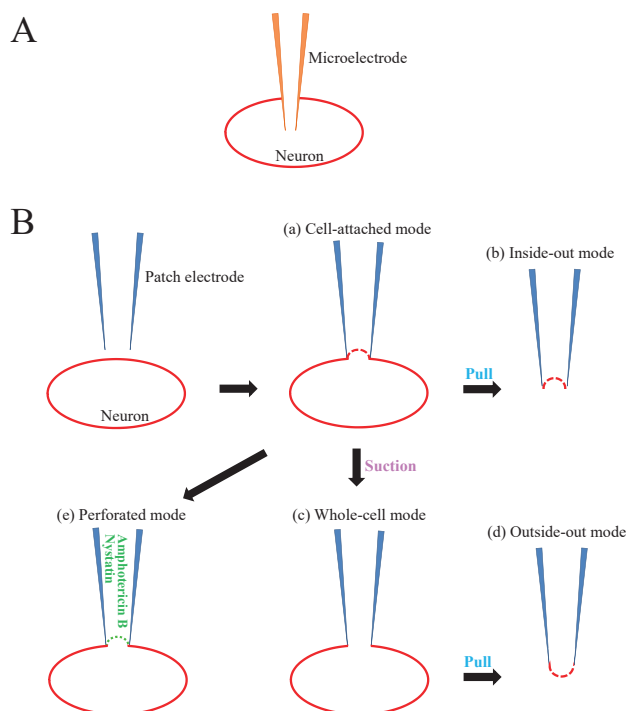 A
Microelectrode
Neuron
B
(a) Cell-attached mode
(b) Inside-out mode
Patch electrode
Pull
Neuron
Suction
(e) Perforated mode
(c) Whole-cell mode
(d) Outside-out mode
Amphotericin B
Nystatin
Pull